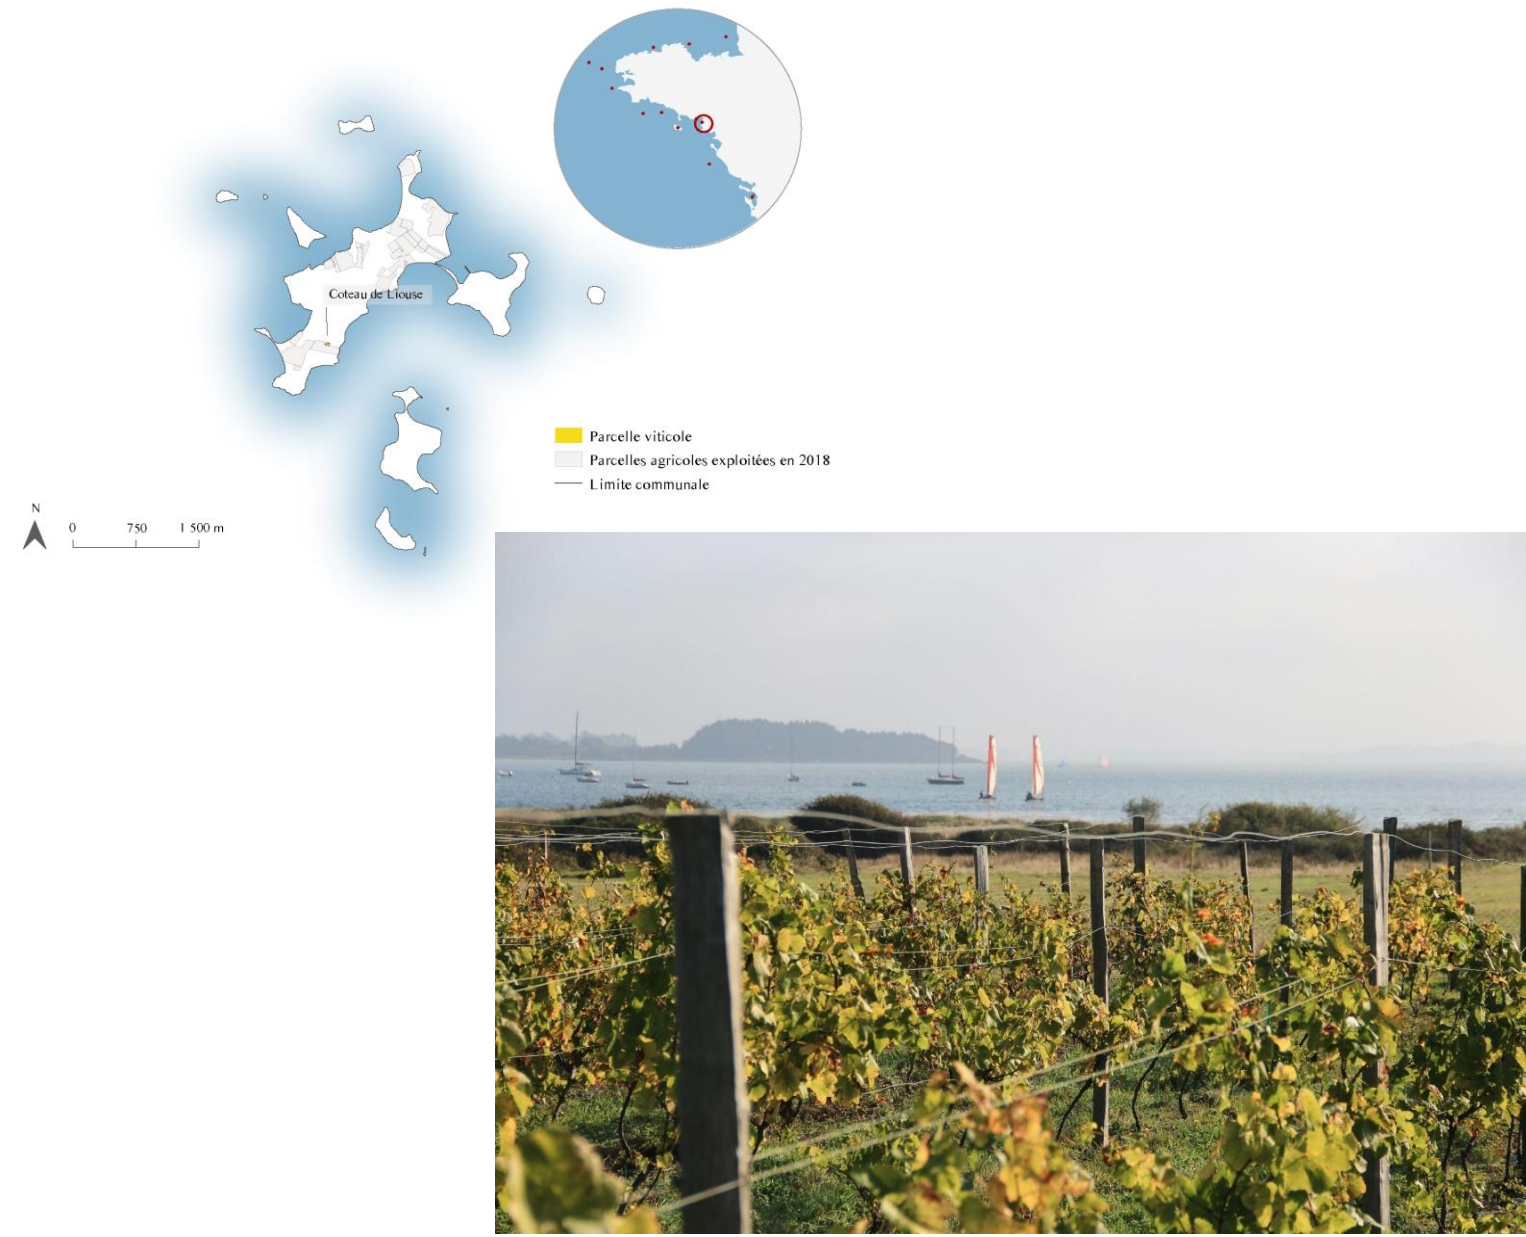 Coteau de Liouse
Parcelle viticole
Parcelles agricoles exploitées en 2018
Limite communale
N
0 750 1 500 m